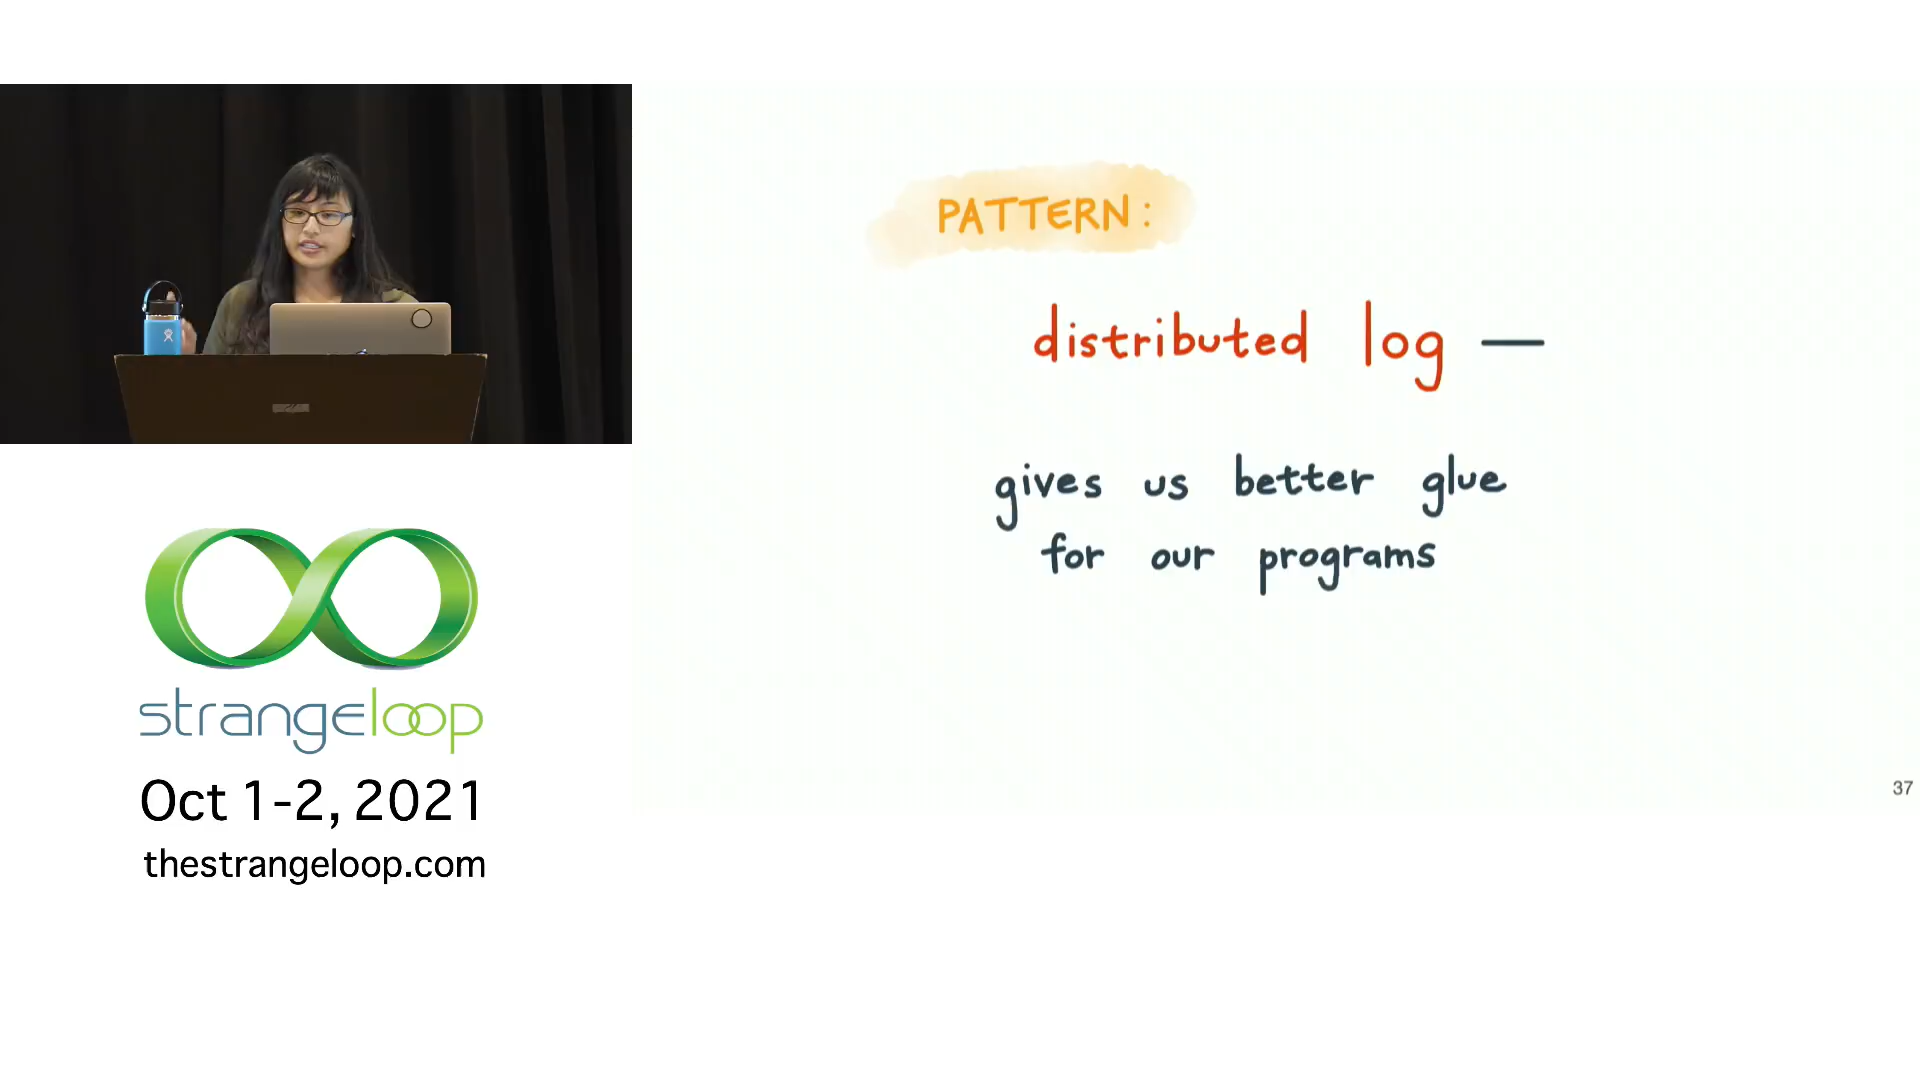 PATTERN:
distributed log —
gives us better glue
for our programs
37
strangeloop
Oct 1-2, 2021
thestrangeloop.com